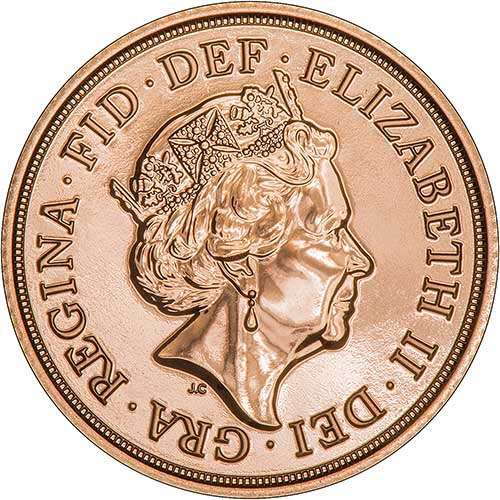 ELIZABETH II · DEI · GRA · REGINA · FID · DEF ·
J.C